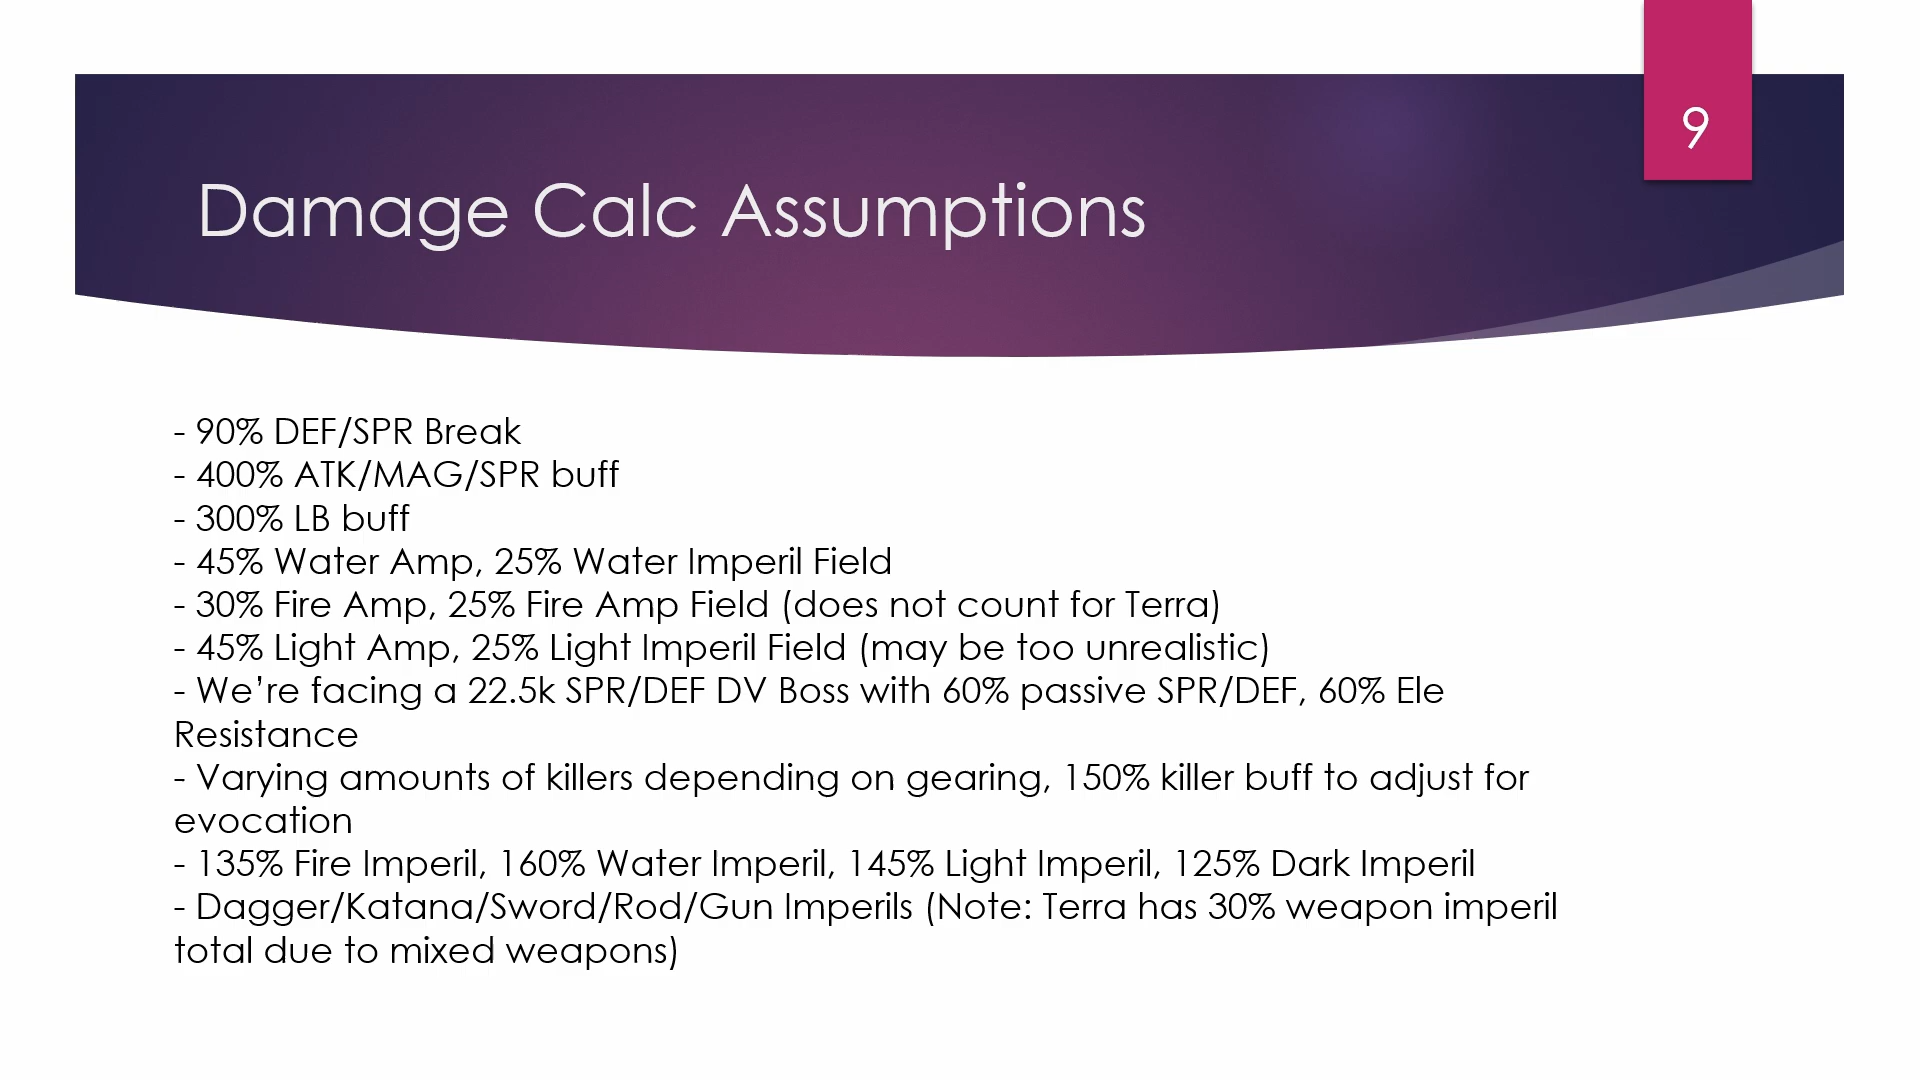 9
Damage Calc Assumptions
- 90% DEF/SPR Break
- 400% ATK/MAG/SPR buff
- 300% LB buff
- 45% Water Amp, 25% Water Imperil Field
- 30% Fire Amp, 25% Fire Amp Field (does not count for Terra)
- 45% Light Amp, 25% Light Imperil Field (may be too unrealistic)
- We’re facing a 22.5k SPR/DEF DV Boss with 60% passive SPR/DEF, 60% Ele
Resistance
- Varying amounts of killers depending on gearing, 150% killer buff to adjust for
evocation
- 135% Fire Imperil, 160% Water Imperil, 145% Light Imperil, 125% Dark Imperil
- Dagger/Katana/Sword/Rod/Gun Imperils (Note: Terra has 30% weapon imperil
total due to mixed weapons)